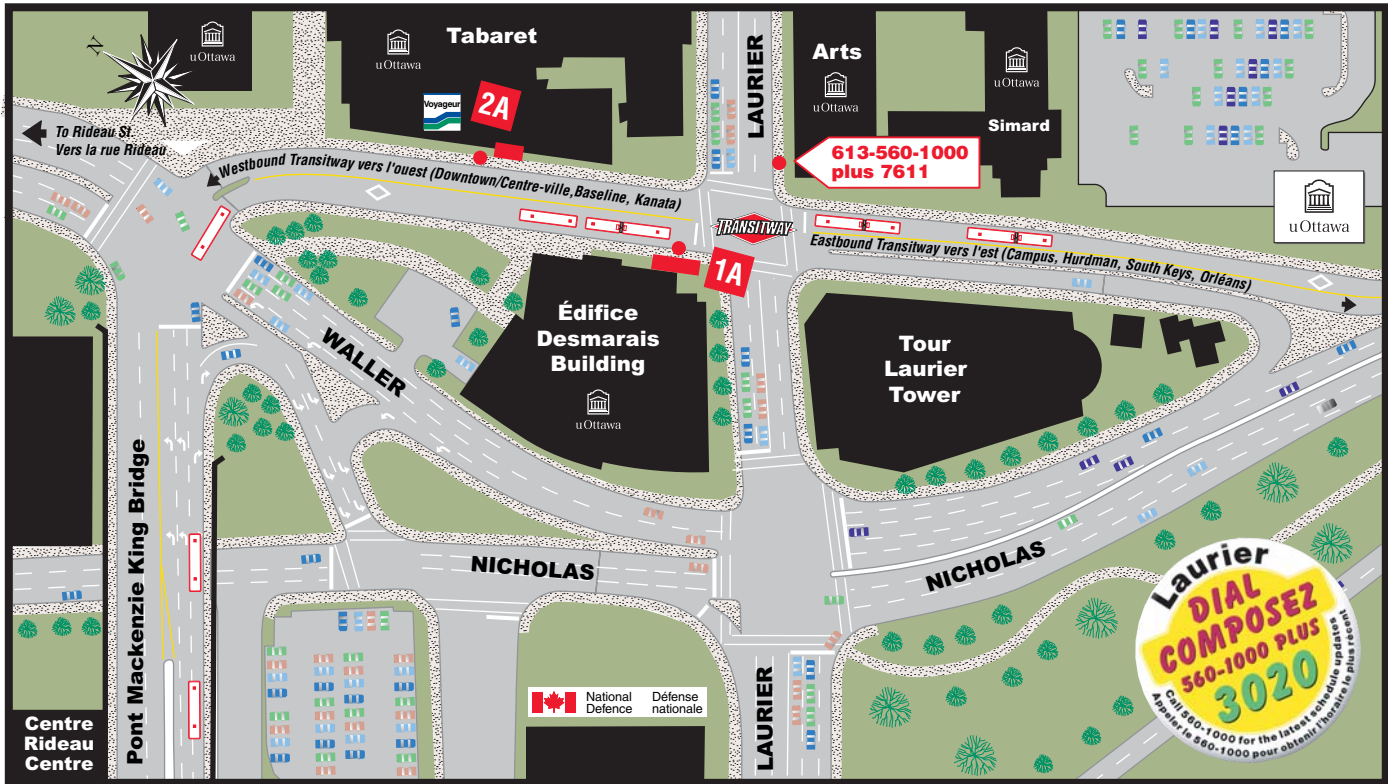 N
uOttawa
uOttawa
Tabaret
Voyageur
2A
LAURIER
Arts
uOttawa
uOttawa
Simard
To Rideau St.
Vers la rue Rideau
Westbound Transitway vers l'ouest (Downtown/Centre-ville,Baseline, Kanata)
613-560-1000
plus 7611
uOttawa
TRANSITWAY
Eastbound Transitway vers l'est (Campus, Hurdman, South Keys, Orléans)
1A
Édifice
Desmarais
Building
uOttawa
WALLER
Tour
Laurier
Tower
Pont Mackenzie King Bridge
NICHOLAS
NICHOLAS
Laurier
DIAL
COMPOSEZ
560-1000 PLUS
3020
Call 560-1000 for the latest schedule updates
Appeler le 560-1000 pour obtenir l'horaire le plus récent
National
Defence
Défense
nationale
LAURIER
Centre
Rideau
Centre